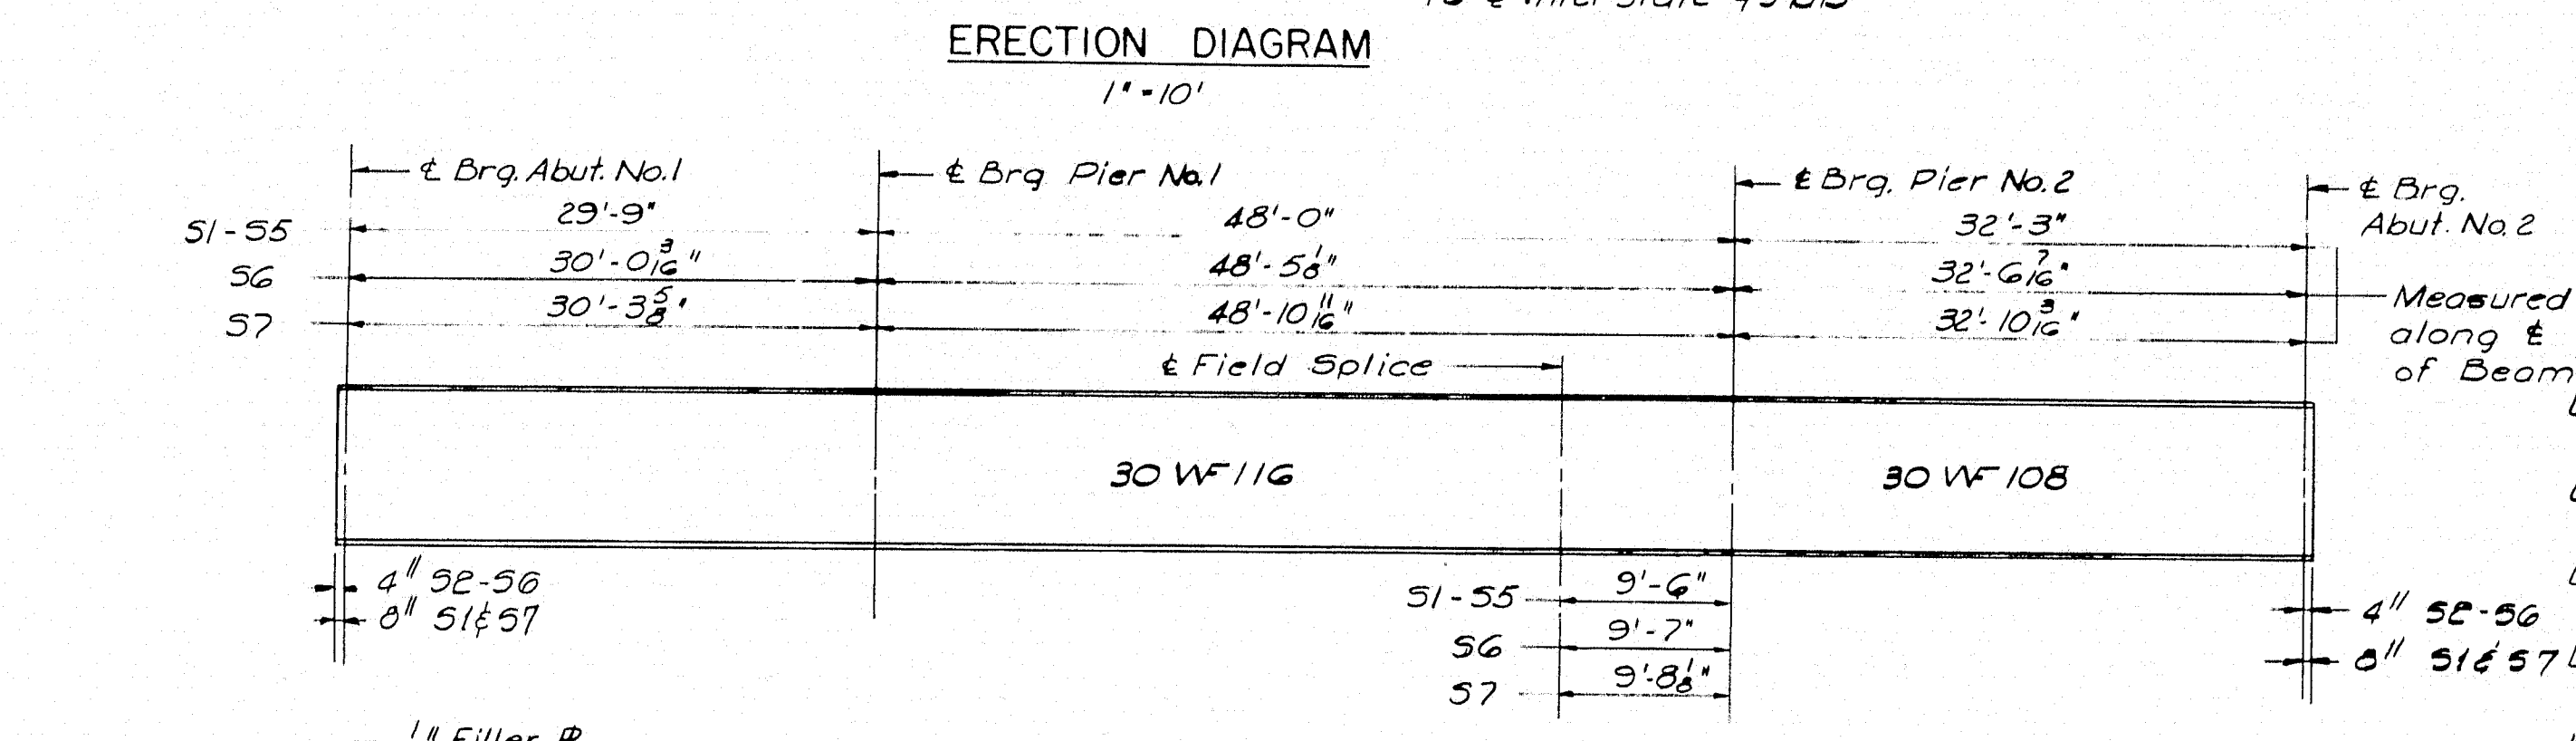 ERECTION DIAGRAM
1"-10'
℄ Brg. Abut. No.1
℄ Brg Pier No.1
℄ Brg. Pier No.2
℄ Brg.
Abut. No.2
S1-S5
29'-9"
48'-0"
32'-3"
S6
30'-0 3/16"
48'-5 1/8"
32'-6 7/16"
S7
30'-3 5/8"
48'-10 11/16"
32'-10 3/16"
Measured
along ℄
of Beam
℄ Field Splice
30 WF 116
30 WF 108
4" S2-S6
8" S1 & S7
S1-S5
9'-6"
S6
9'-7"
S7
9'-8 1/8"
4" S2-S6
8" S1 & S7
Filler ℄